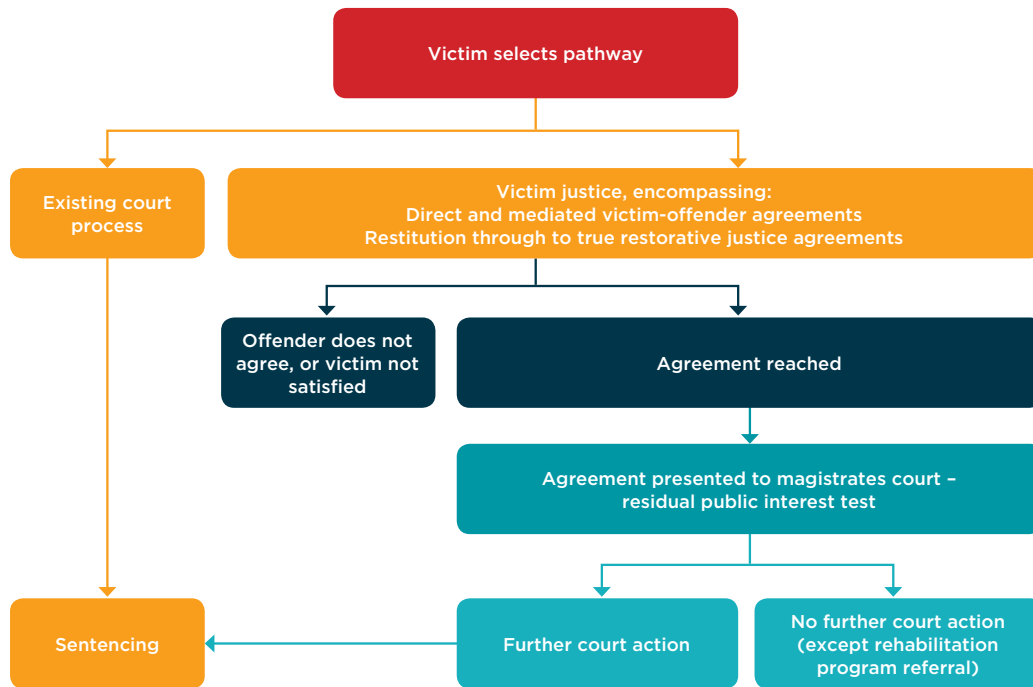 Victim selects pathway
Existing court
process
Victim justice, encompassing:
Direct and mediated victim-offender agreements
Restitution through to true restorative justice agreements
Offender does not
agree, or victim not
satisfied
Agreement reached
Agreement presented to magistrates court –
residual public interest test
Sentencing
Further court action
No further court action
(except rehabilitation
program referral)